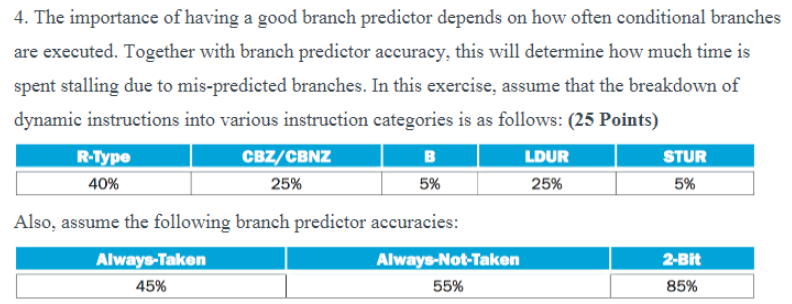 4. The importance of having a good branch predictor depends on how often conditional branches
are executed. Together with branch predictor accuracy, this will determine how much time is
spent stalling due to mis-predicted branches. In this exercise, assume that the breakdown of
dynamic instructions into various instruction categories is as follows: (25 Points)
R-Type CBZ/CBNZ B LDUR STUR
40% 25% 5% 25% 5%
Also, assume the following branch predictor accuracies:
Always-Taken Always-Not-Taken 2-Bit
45% 55% 85%